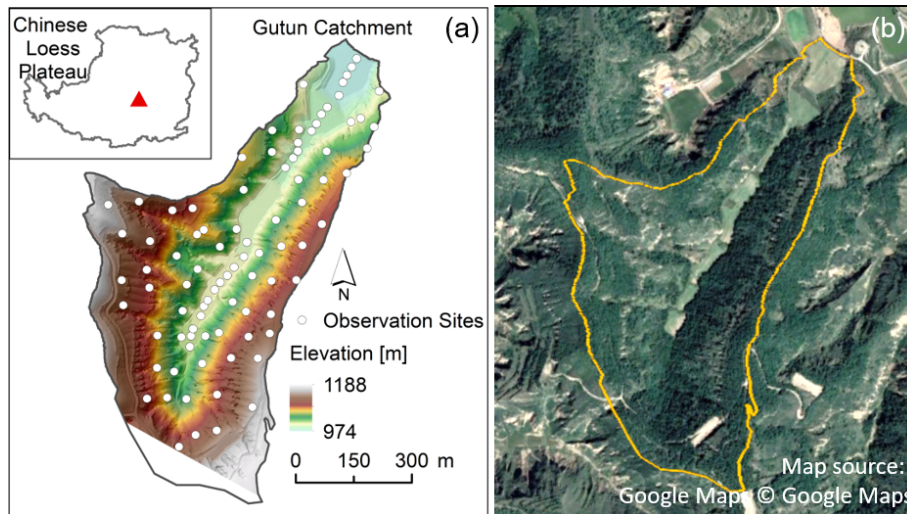 Chinese
Loess
Plateau
Gutun Catchment
(a)
N
Observation Sites
Elevation [m]
1188
974
0 150 300 m
(b)
Map source:
Google Maps © Google Maps